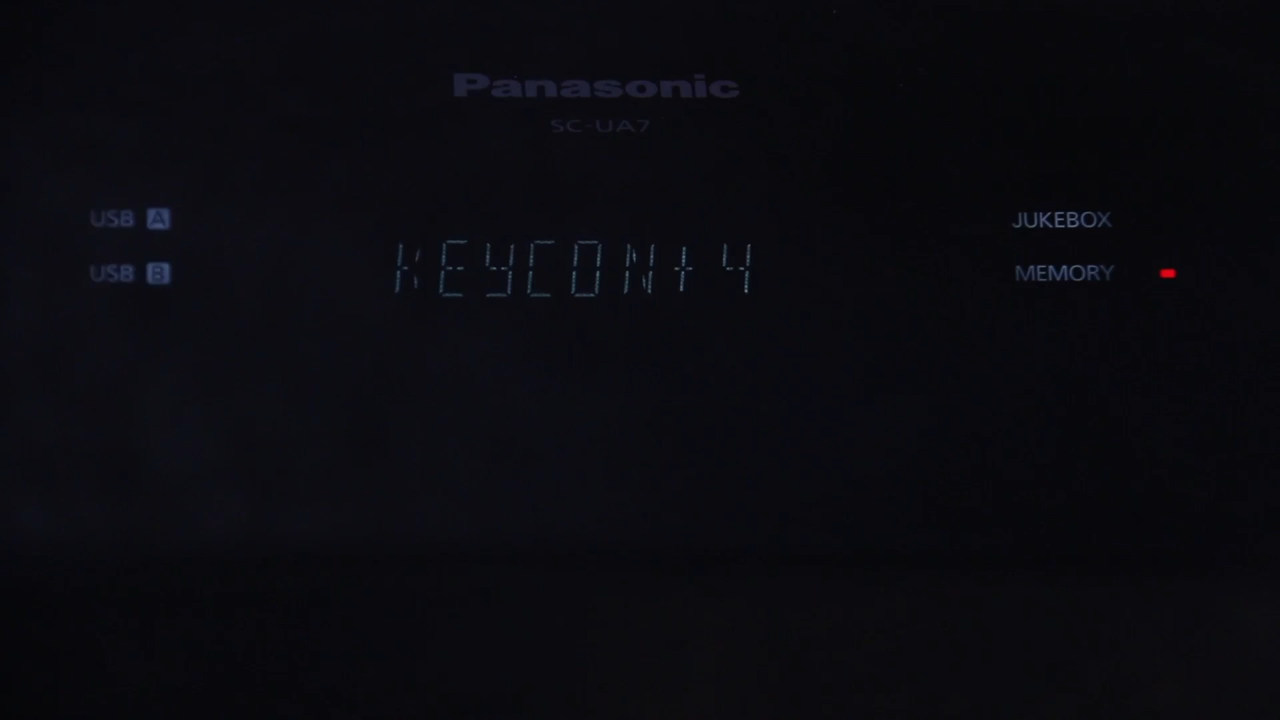 Panasonic
SC-UA7
USB A
JUKEBOX
KEYCON+4
USB B
MEMORY